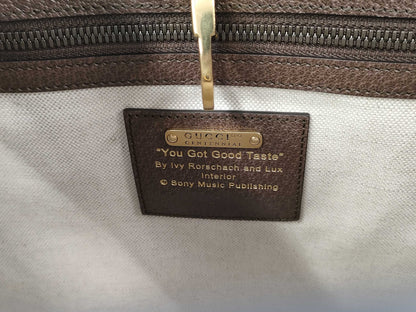 GUCCI
CENTENNIAL
"You Got Good Taste"
By Ivy Rorschach and Lux
Interior
© Sony Music Publishing